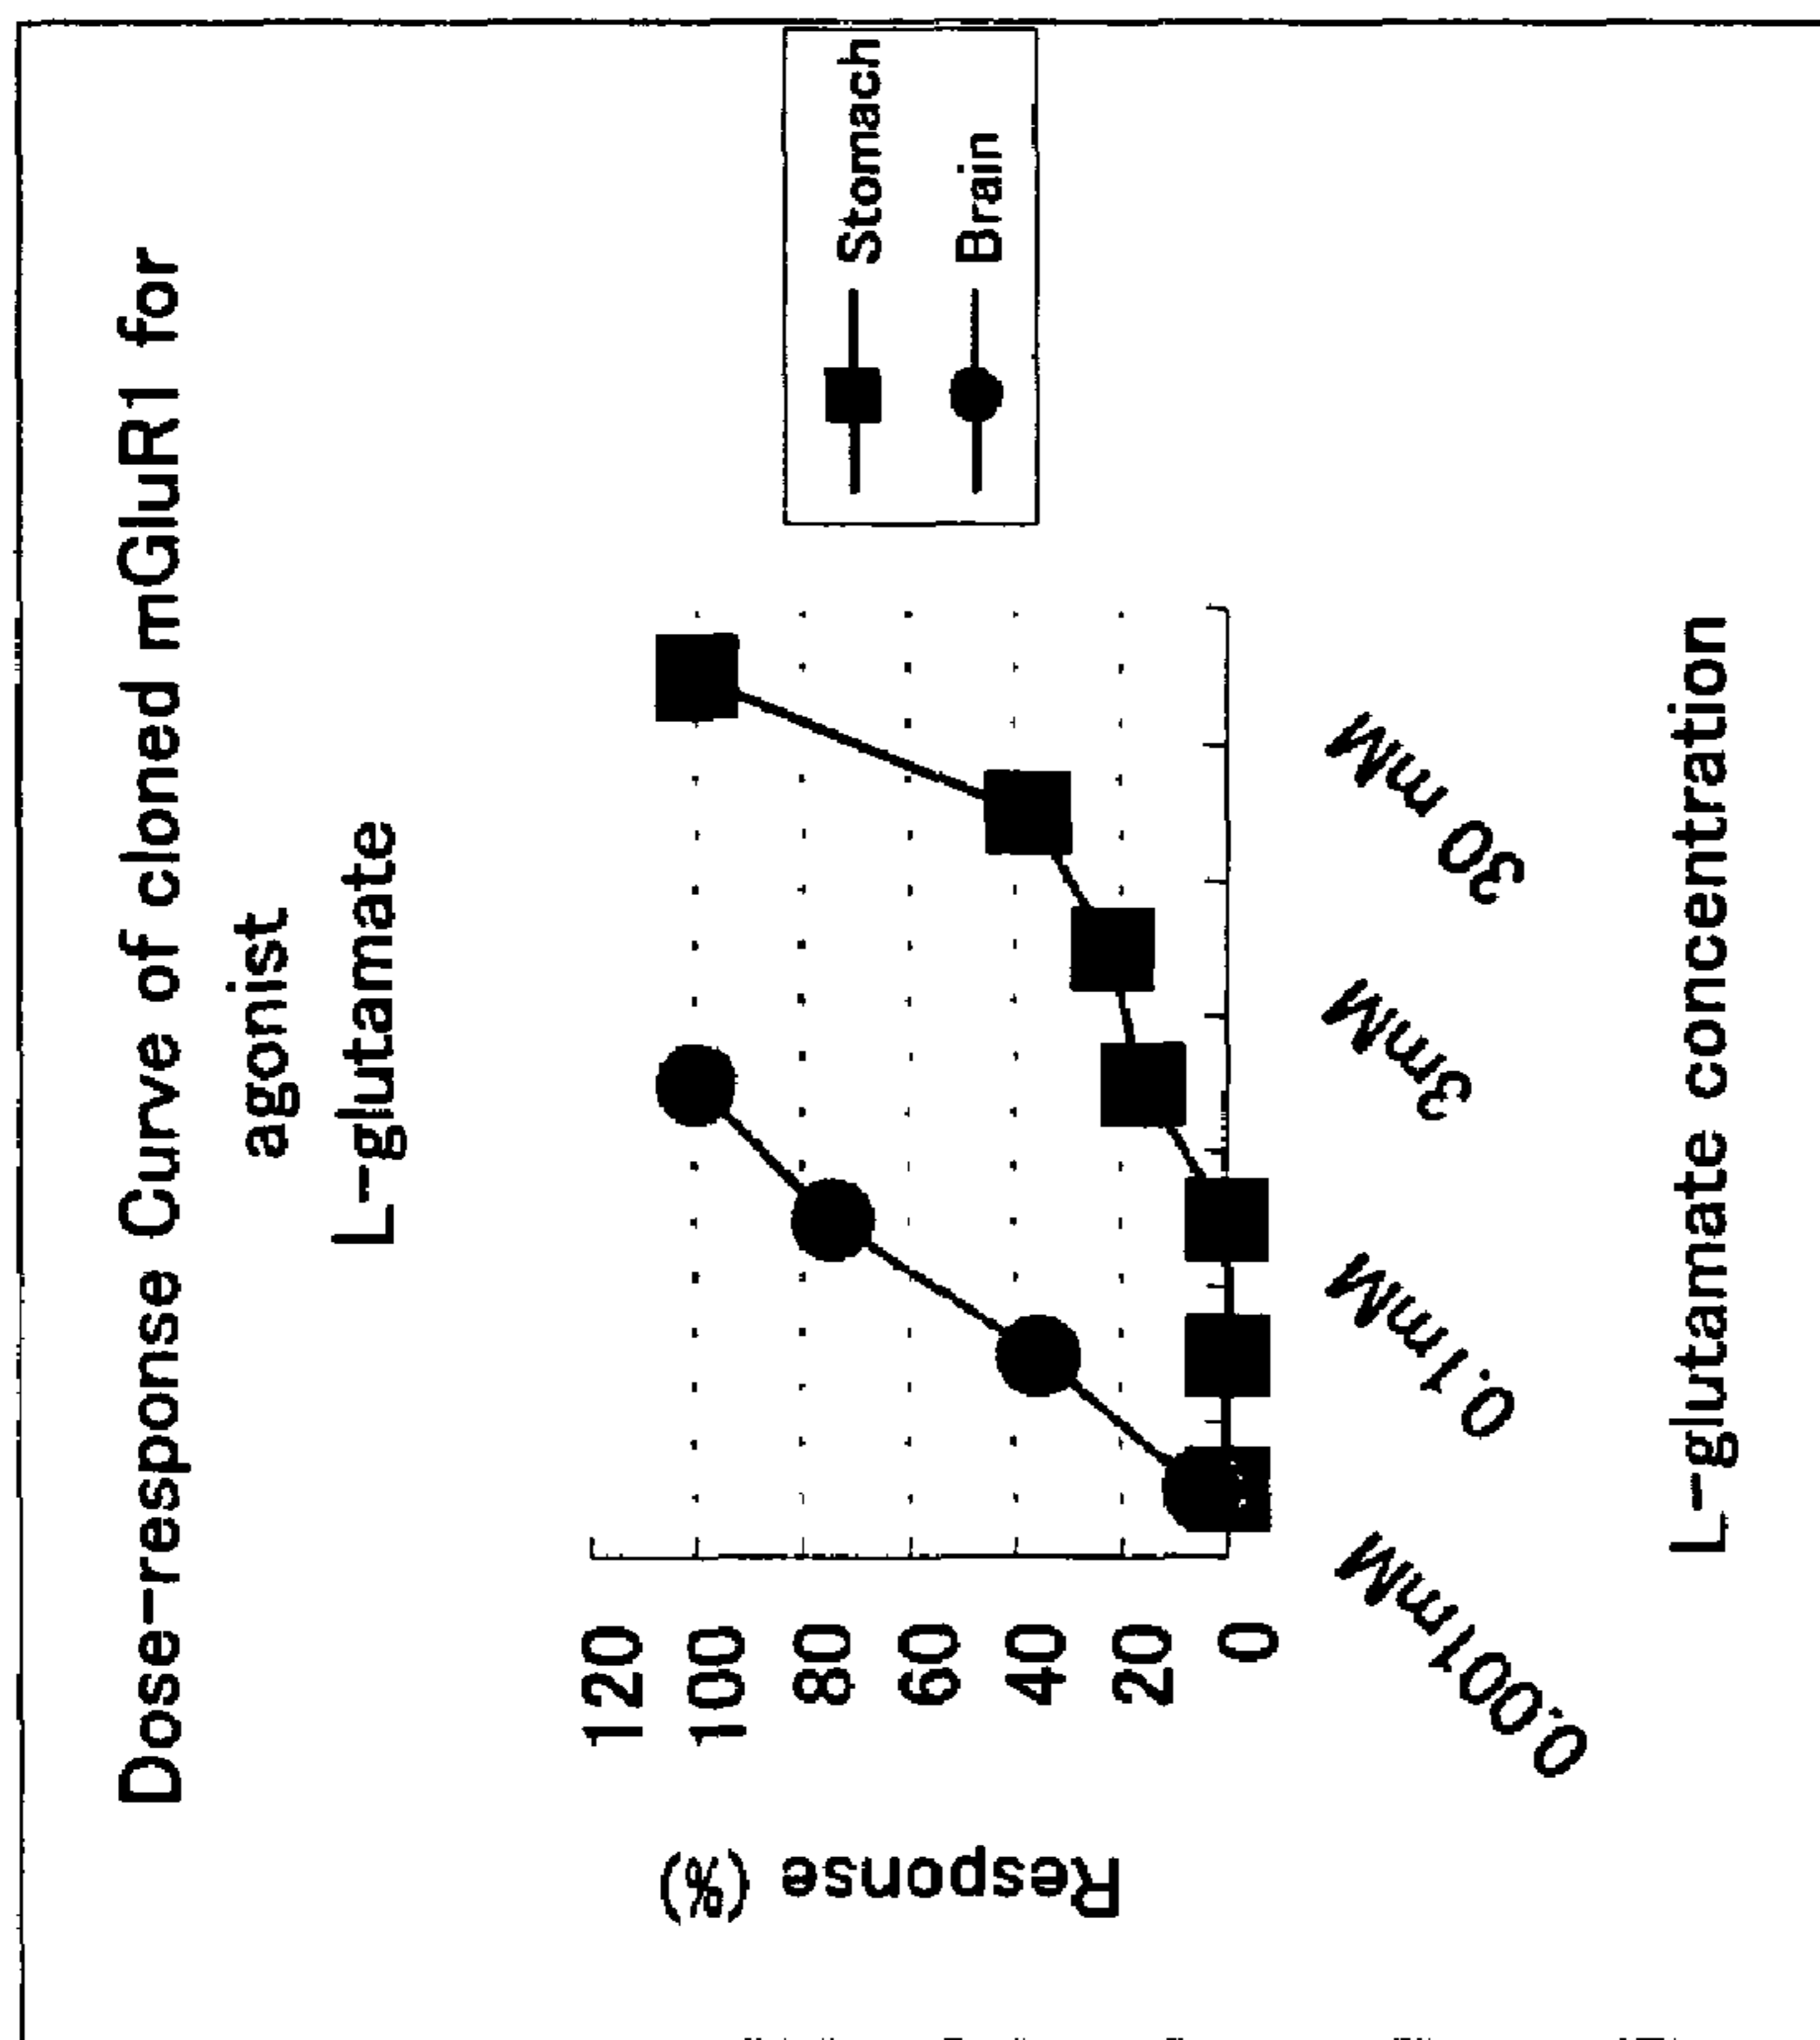 Dose-response Curve of cloned mGluR1 for
agonist
L-glutamate
Response (%)
120
100
80
60
40
20
0
0.001mM
0.1mM
3mM
30 mM
L-glutamate concentration
Stomach
Brain